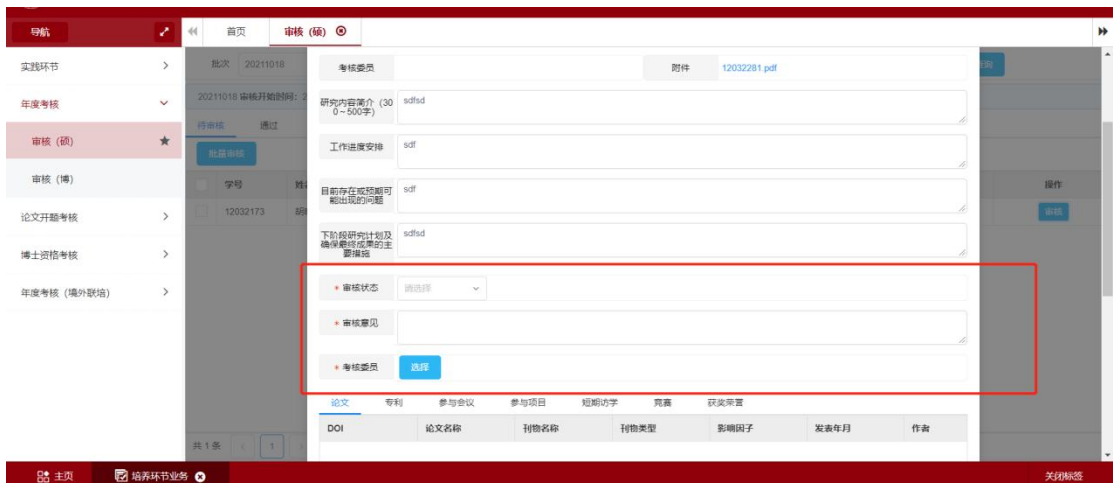 导航 首页 审核 (硕)
实践环节
年度考核
审核 (硕)
审核 (博)
论文开题考核
博士资格考核
年度考核 (境外联培)
批次 20211018
20211018 审核开始时间: 2
待审核 通过
批量审核
学号 操作
12032173 审核
共 1 条 1
考核委员 附件 12032281.pdf
研究内容简介 (30
0~500字) sdfsd
工作进度安排 sdf
目前存在或预期可
能出现的问题 sdf
下阶段研究计划及
确保最终成果的主
要措施 sdfsd
* 审核状态 请选择
* 审核意见
* 考核委员 选择
论文 专利 参与会议 参与项目 短期访学 竞赛 获奖荣誉
DOI 论文名称 刊物名称 刊物类型 影响因子 发表年月 作者
主页 培养环节业务 关闭标签